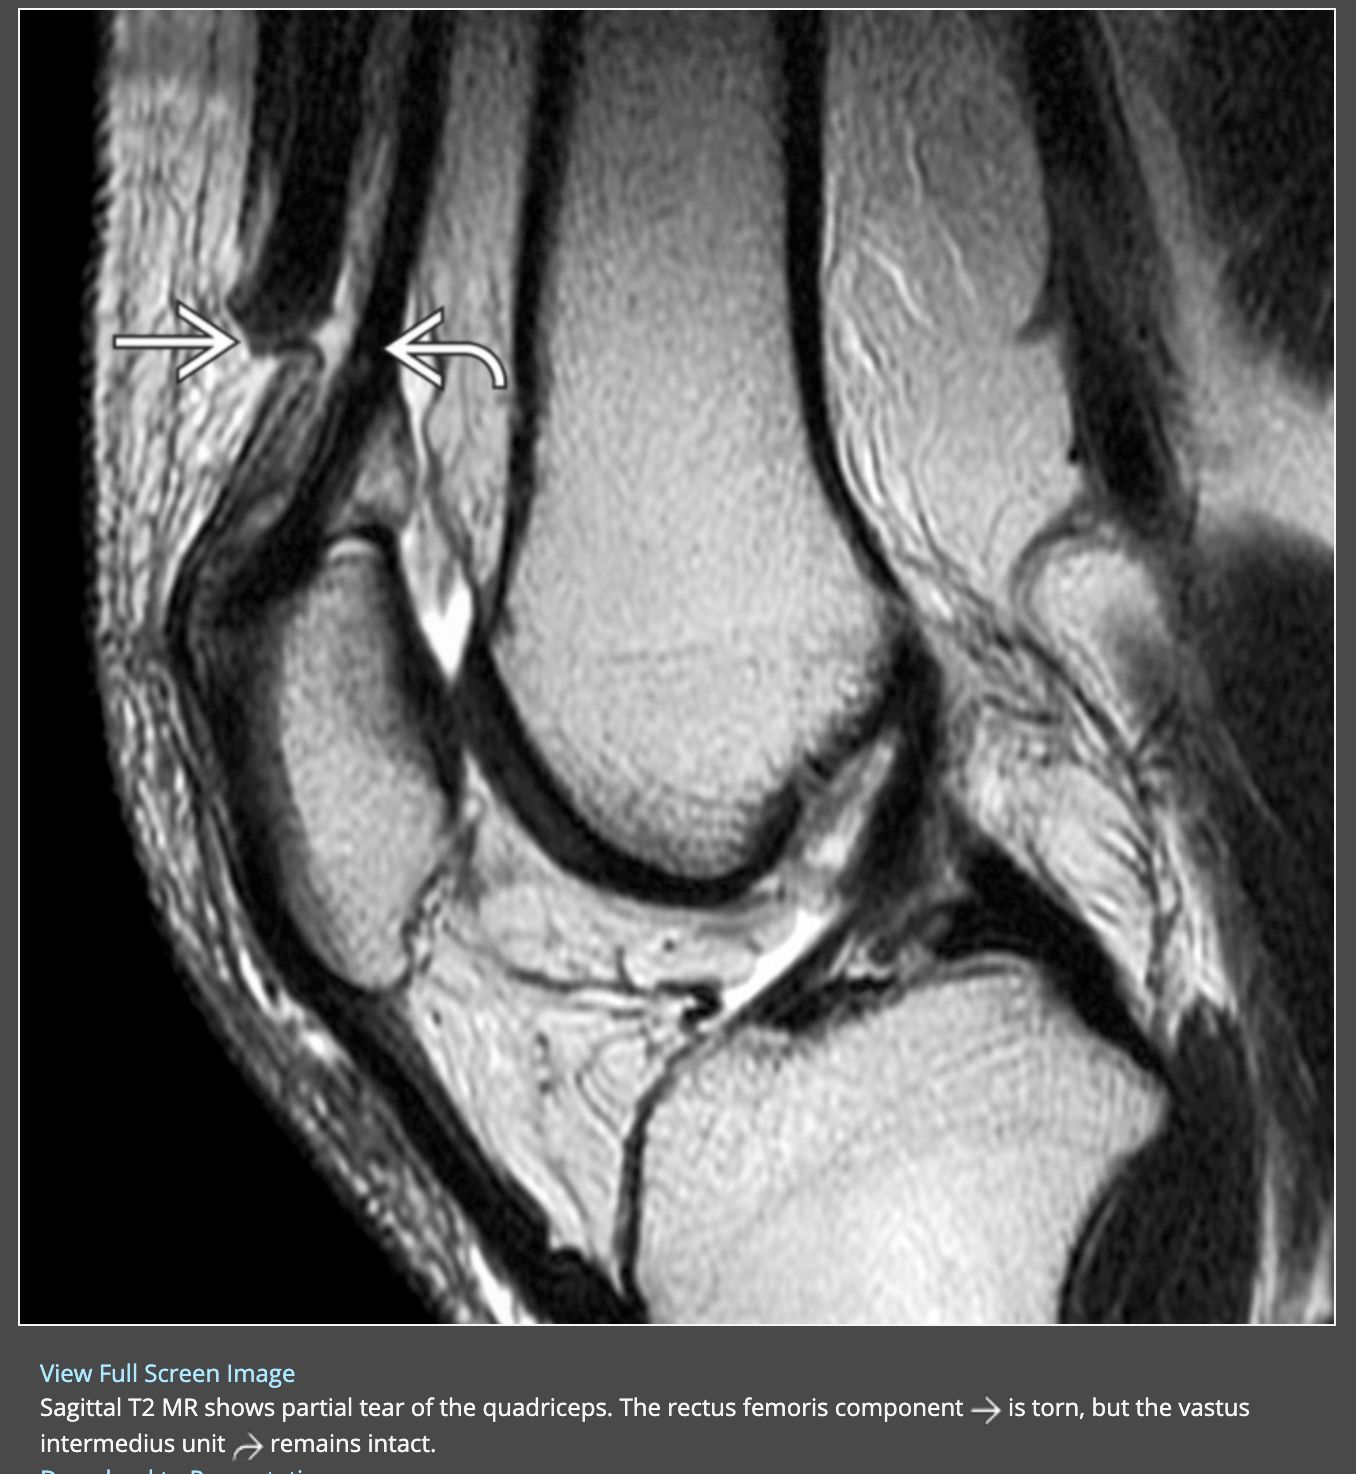 View Full Screen Image
Sagittal T2 MR shows partial tear of the quadriceps. The rectus femoris component → is torn, but the vastus
intermedius unit remains intact.